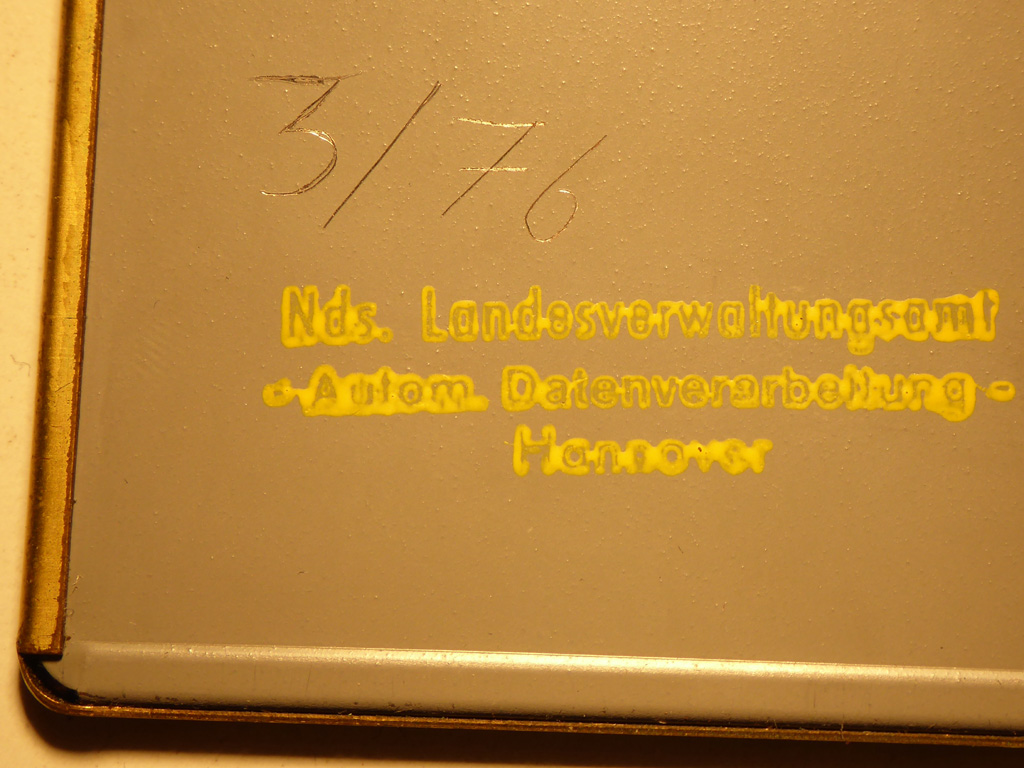 3/76
Nds. Landesverwaltungsamt
- Autom. Datenverarbeitung -
Hannover